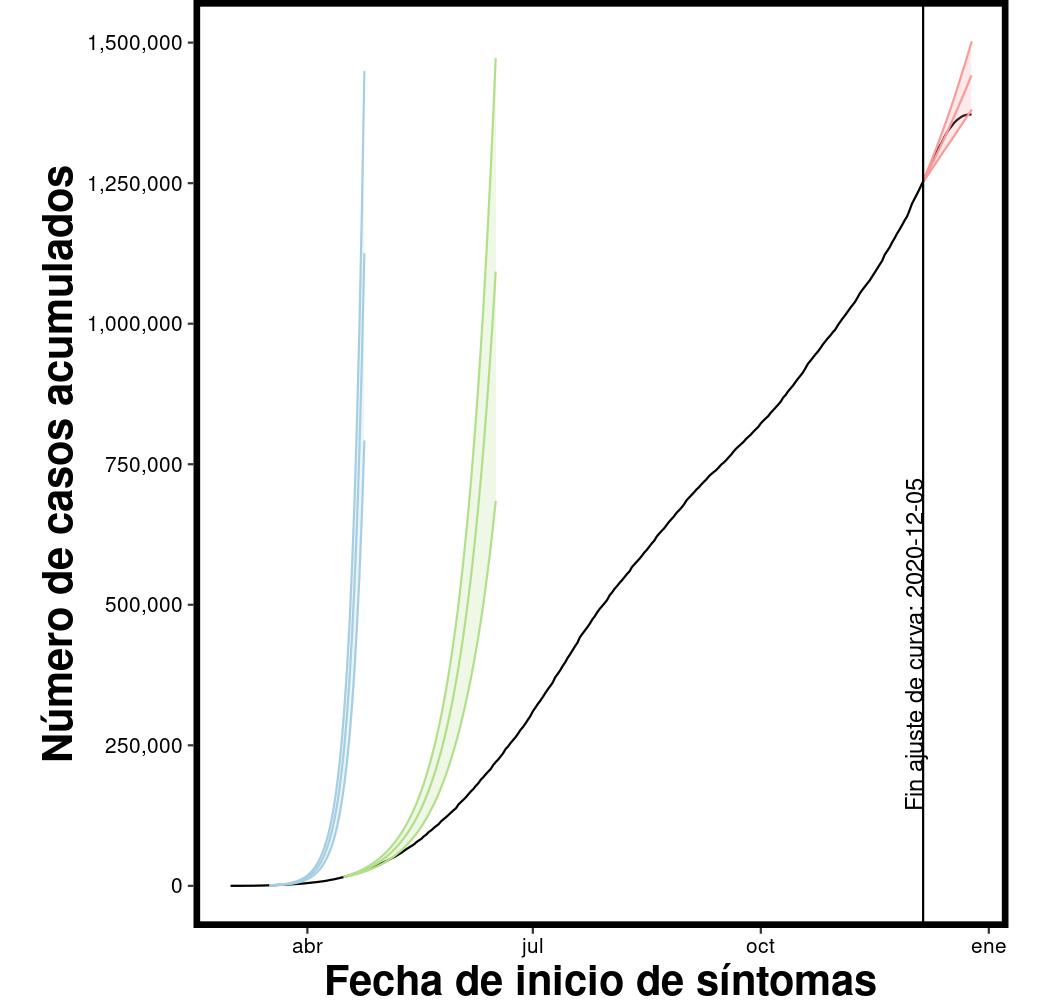 Número de casos acumulados
1,500,000
1,250,000
1,000,000
750,000
500,000
250,000
0
Fin ajuste de curva: 2020-12-05
abr
jul
oct
ene
Fecha de inicio de síntomas